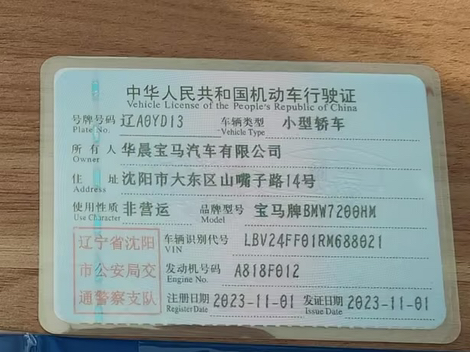 中华人民共和国机动车行驶证
Vehicle License of the People's Republic of China
号牌号码 辽A0YD13 车辆类型 小型轿车
Plate No. Vehicle Type
所有人 华晨宝马汽车有限公司
Owner
住址 沈阳市大东区山嘴子路14号
Address
使用性质 非营运 品牌型号 宝马牌BMW7200HM
Use Character Model
辽宁省沈阳
市公安局交
通警察支队
车辆识别代号 LBV24FF01RM688021
VIN
发动机号码 A818F012
Engine No.
注册日期 2023-11-01 发证日期 2023-11-01
Register Date Issue Date